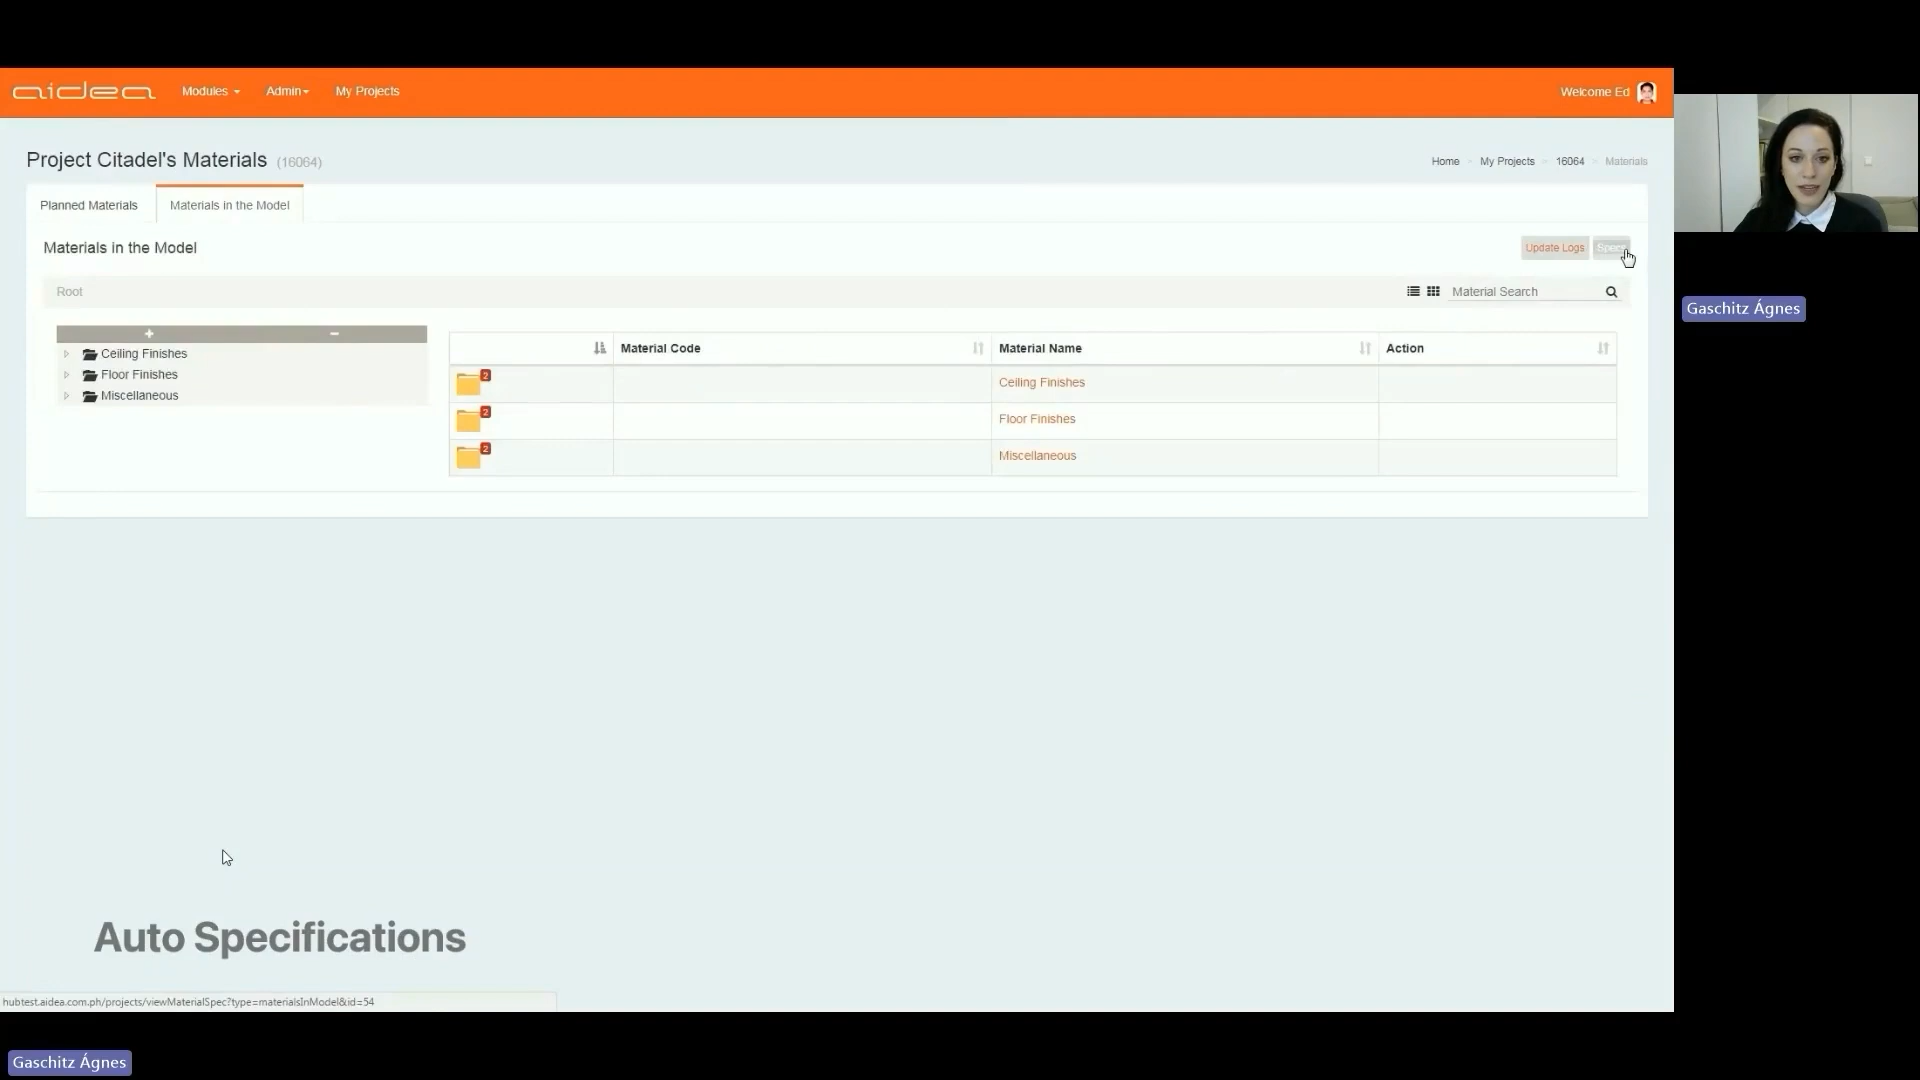 aidea Modules Admin My Projects Welcome Ed
Project Citadel's Materials (16064)
Home My Projects 16064 Materials
Planned Materials Materials in the Model
Materials in the Model
Update Logs Specs
Root
Material Search
+ −
Ceiling Finishes
Floor Finishes
Miscellaneous
Material Code Material Name Action
2 Ceiling Finishes
2 Floor Finishes
2 Miscellaneous
Auto Specifications
hubtest.aidea.com.ph/projects/viewMaterialSpec?type=materialsInModel&id=54
Gaschitz Ágnes
Gaschitz Ágnes